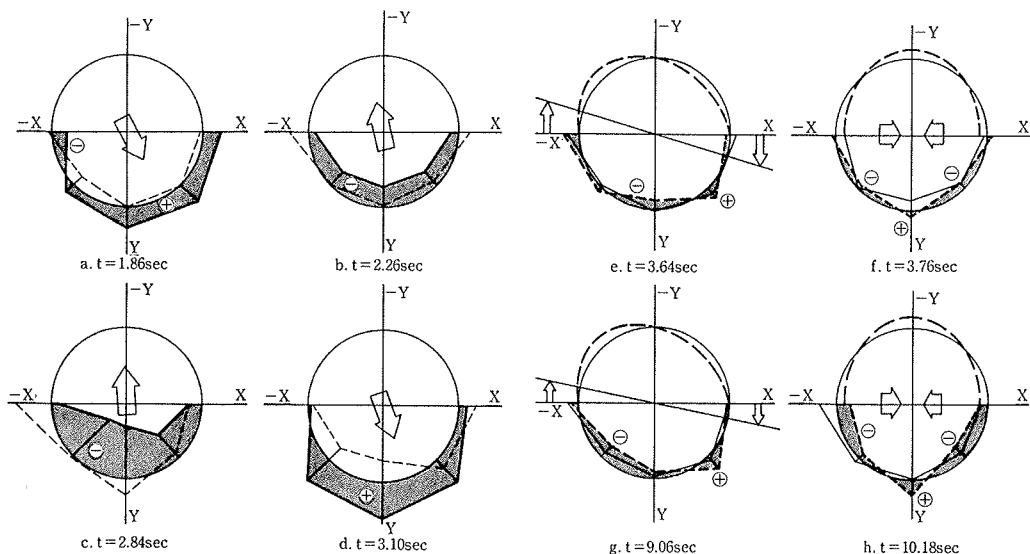 -Y
-X
X
⊖
⊕
Y
a. t=1.86sec
-Y
-X
X
⊖
Y
b. t=2.26sec
-Y
X
-X
⊖
⊕
Y
e. t=3.64sec
-Y
-X
X
⊖
⊖
⊕
Y
f. t=3.76sec
-Y
-X
X
⊖
Y
c. t=2.84sec
-Y
-X
X
⊕
Y
d. t=3.10sec
-Y
X
-X
⊖
⊕
Y
g. t=9.06sec
-Y
-X
X
⊖
⊖
⊕
Y
h. t=10.18sec